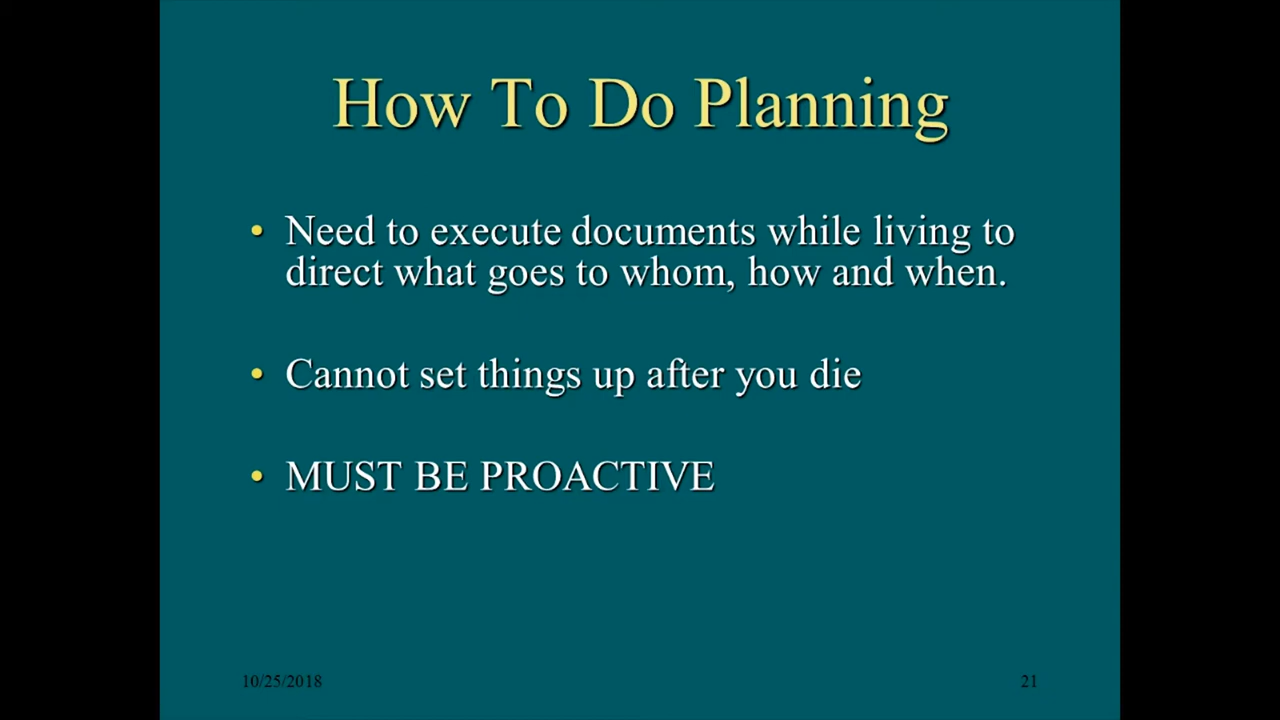 How To Do Planning
• Need to execute documents while living to
direct what goes to whom, how and when.
• Cannot set things up after you die
• MUST BE PROACTIVE
10/25/2018
21